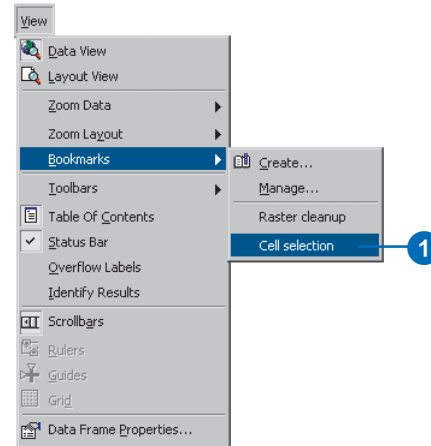 View
Data View
Layout View
Zoom Data
Zoom Layout
Bookmarks
Create...
Manage...
Toolbars
Table Of Contents
Raster cleanup
Status Bar
Cell selection
1
Overflow Labels
Identify Results
Scrollbars
Rulers
Guides
Grid
Data Frame Properties...